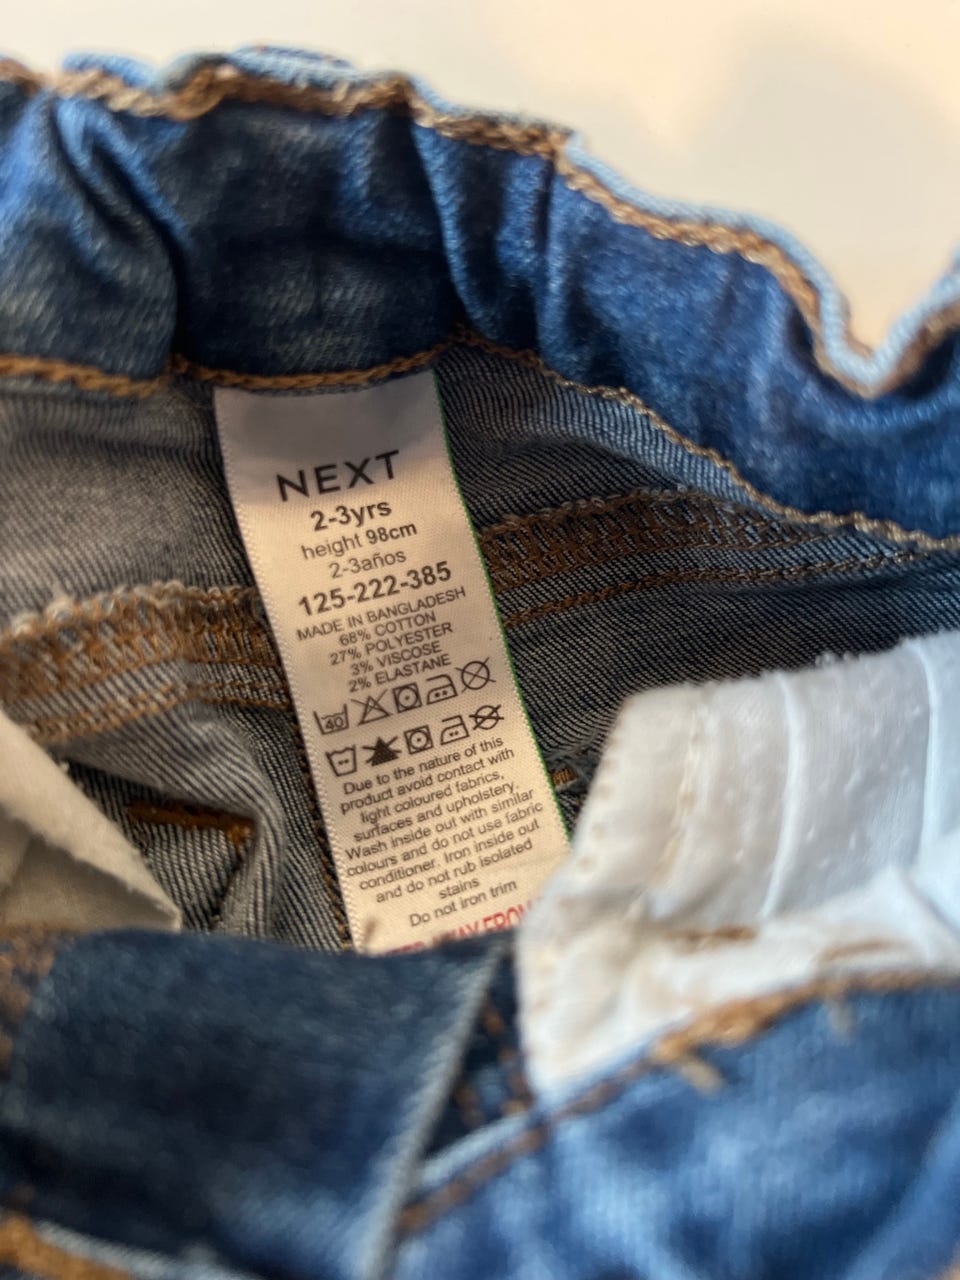 NEXT
2-3yrs
height 98cm
2-3años
125-222-385
MADE IN BANGLADESH
68% COTTON
27% POLYESTER
3% VISCOSE
2% ELASTANE
40
Due to the nature of this
product avoid contact with
light coloured fabrics,
surfaces and upholstery.
Wash inside out with similar
colours and do not use fabric
conditioner. Iron inside out
and do not rub isolated
stains
Do not iron trim
AWAY FROM